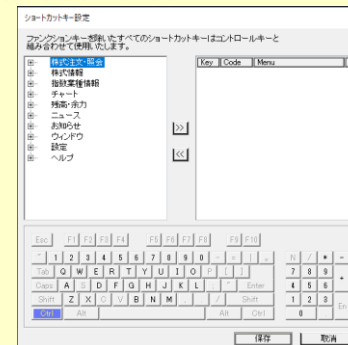 ショートカットキー設定
ファンクションキーを除いたすべてのショートカットキーはコントロールキーと
組み合わせて使用いたします。
株式注文・照会
株式情報
指数業種情報
チャート
残高・余力
ニュース
お知らせ
ウィンドウ
設定
ヘルプ
Key Code Menu
>>
<<
Esc F1 F2 F3 F4 F5 F6 F7 F8 F9 F10
1 2 3 4 5 6 7 8 9 0 N / * -
Tab Q W E R T Y U I O P [ ] 7 8 9 +
Caps A S D F G H J K L ; Enter 4 5 6
Shift Z X C V B N M , . / Shift 1 2 3 En
Ctrl Alt Alt Ctrl 0 .
保存 取消